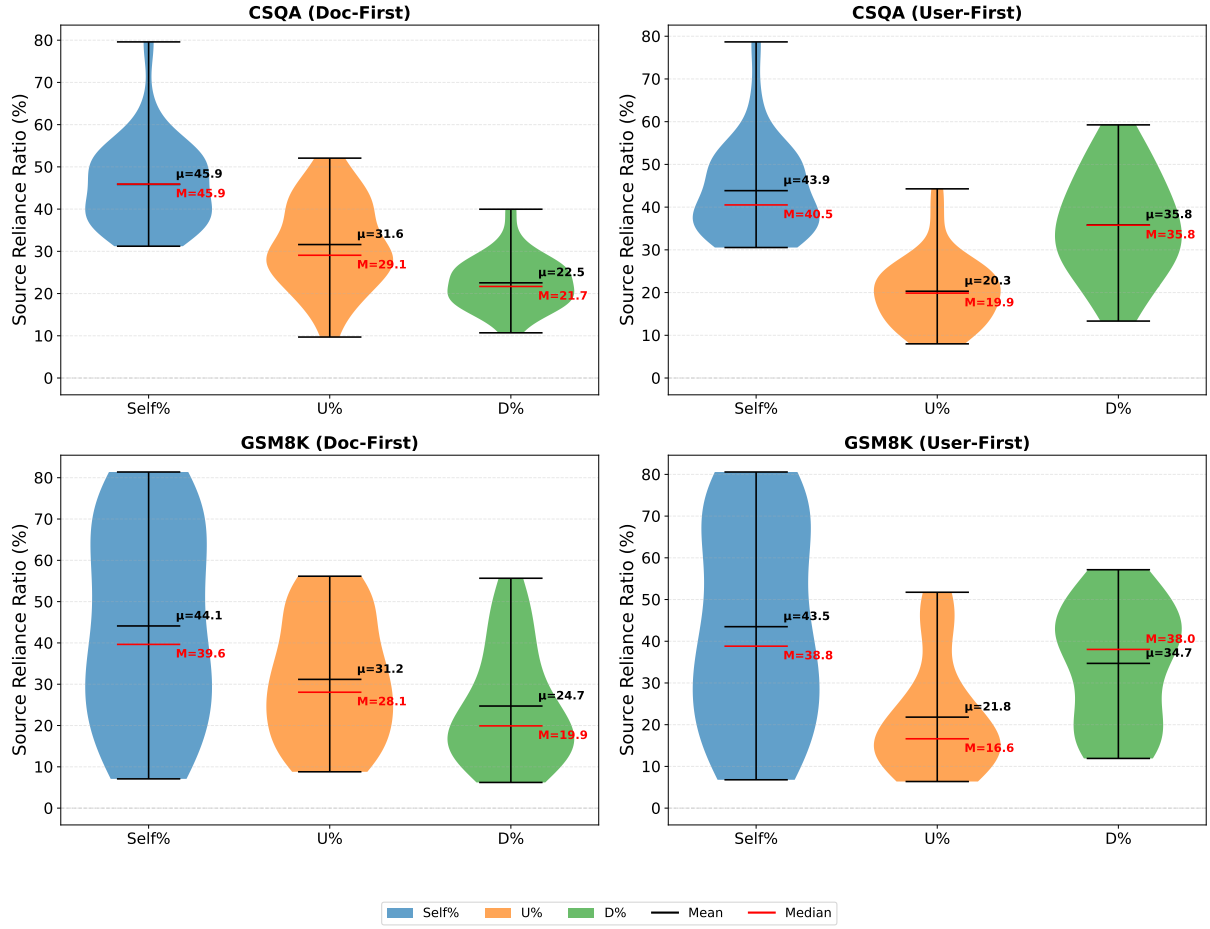 CSQA (Doc-First)
Source Reliance Ratio (%)
80
70
60
50
40
30
20
10
0
μ=45.9
M=45.9
μ=31.6
M=29.1
μ=22.5
M=21.7
Self%
U%
D%
CSQA (User-First)
Source Reliance Ratio (%)
80
70
60
50
40
30
20
10
0
μ=43.9
M=40.5
μ=20.3
M=19.9
μ=35.8
M=35.8
Self%
U%
D%
GSM8K (Doc-First)
Source Reliance Ratio (%)
80
70
60
50
40
30
20
10
0
μ=44.1
M=39.6
μ=31.2
M=28.1
μ=24.7
M=19.9
Self%
U%
D%
GSM8K (User-First)
Source Reliance Ratio (%)
80
70
60
50
40
30
20
10
0
μ=43.5
M=38.8
μ=21.8
M=16.6
M=38.0
μ=34.7
Self%
U%
D%
Self%
U%
D%
Mean
Median